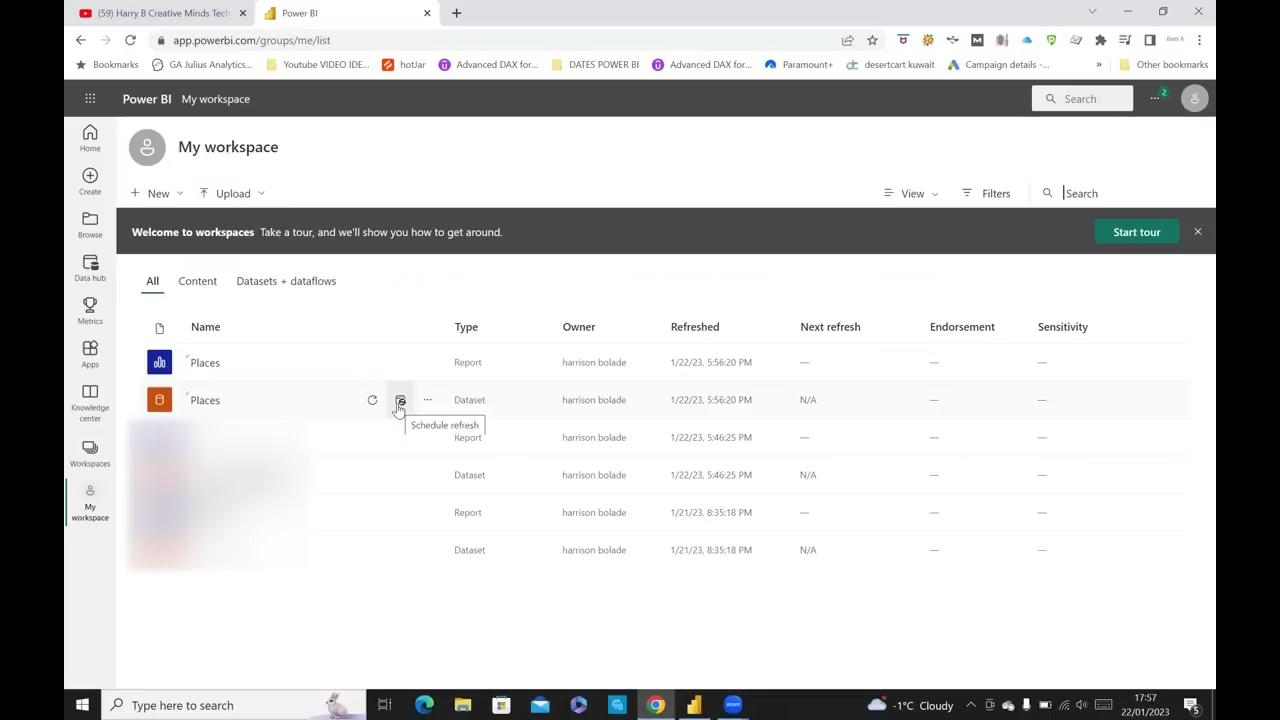 (59) Harry B Creative Minds Tech
Power BI
app.powerbi.com/groups/me/list
Bookmarks
GA Julius Analytics...
Youtube VIDEO IDE...
hotJar
Advanced DAX for...
DATES POWER BI
Advanced DAX for...
Paramount+
desertcart kuwait
Campaign details -...
»
Other bookmarks
Power BI My workspace
Search
2
My workspace
New
Upload
View
Filters
Search
Welcome to workspaces Take a tour, and we'll show you how to get around.
Start tour
Home
Create
Browse
Data hub
Metrics
Apps
Knowledge
center
Workspaces
My
workspace
All Content Datasets + dataflows
Name Type Owner Refreshed Next refresh Endorsement Sensitivity
Places Report harrison bolade 1/22/23, 5:56:20 PM — — —
Places Dataset harrison bolade 1/22/23, 5:56:20 PM N/A — —
Schedule refresh
Report harrison bolade 1/22/23, 5:46:25 PM — — —
Dataset harrison bolade 1/22/23, 5:46:25 PM N/A — —
Report harrison bolade 1/21/23, 8:35:18 PM — — —
Dataset harrison bolade 1/21/23, 8:35:18 PM N/A — —
Type here to search
zoom
-1°C Cloudy
17:57
22/01/2023
5